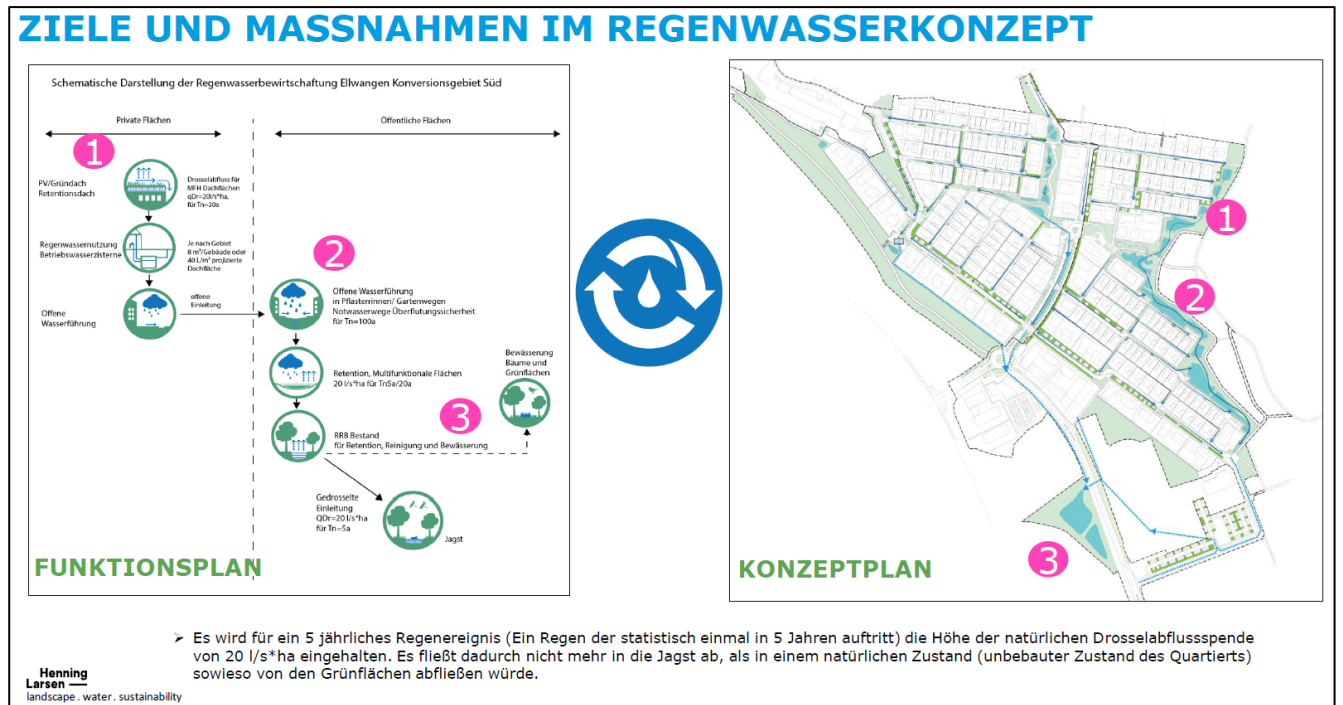 ZIELE UND MASSNAHMEN IM REGENWASSERKONZEPT
Schematische Darstellung der Regenwasserbewirtschaftung Ellwangen Konversionsgebiet Süd
Private Flächen
Öffentliche Flächen
1
PV/Gründach
Retentionsdach
Drosselabfluss für
MFH Dachflächen
qDr=20l/s*ha,
für Tn=20a
Regenwassernutzung
Betriebswasserzisterne
Je nach Gebiet
8 m³/Gebäude oder
40 L/m² projizierte
Dachfläche
Offene
Wasserführung
offene
Einleitung
2
Offene Wasserführung
in Pflasterrinnen/ Gartenwegen
Notwasserwege Überflutungssicherheit
für Tn=100a
Retention, Multifunktionale Flächen
20 l/s*ha für Tn5a/20a
Bewässerung
Bäume und
Grünflächen
3
RRB Bestand
für Retention, Reinigung und Bewässerung
Gedrosselte
Einleitung
QDr=20 l/s*ha
für Tn=5a
Jagst
FUNKTIONSPLAN
1
2
3
KONZEPTPLAN
➢ Es wird für ein 5 jährliches Regenereignis (Ein Regen der statistisch einmal in 5 Jahren auftritt) die Höhe der natürlichen Drosselabflussspende
von 20 l/s*ha eingehalten. Es fließt dadurch nicht mehr in die Jagst ab, als in einem natürlichen Zustand (unbebauter Zustand des Quartierts)
sowieso von den Grünflächen abfließen würde.
Henning
Larsen —
landscape . water . sustainability